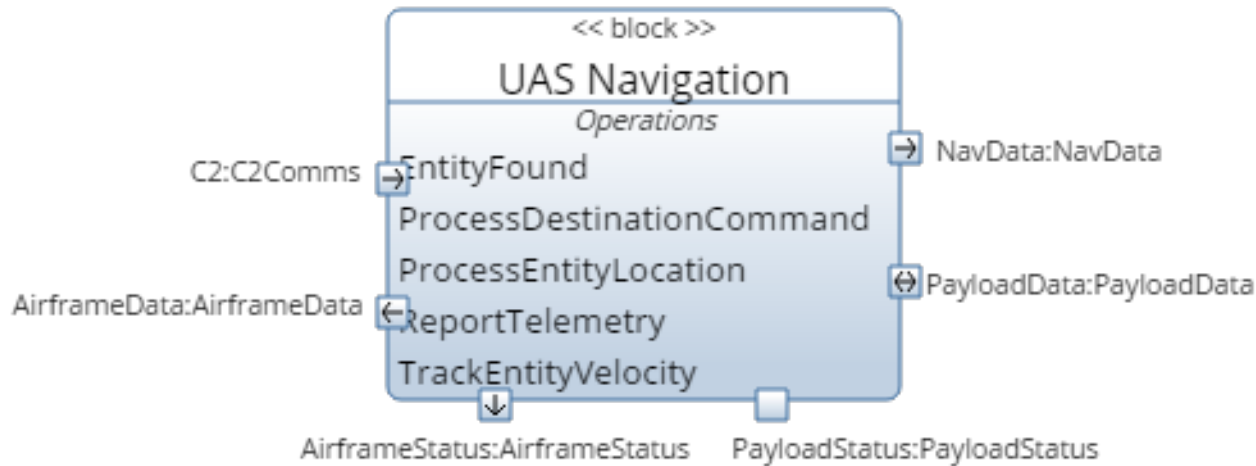 << block >>
UAS Navigation
Operations
C2:C2Comms
EntityFound
NavData:NavData
ProcessDestinationCommand
ProcessEntityLocation
PayloadData:PayloadData
AirframeData:AirframeData
ReportTelemetry
TrackEntityVelocity
AirframeStatus:AirframeStatus
PayloadStatus:PayloadStatus